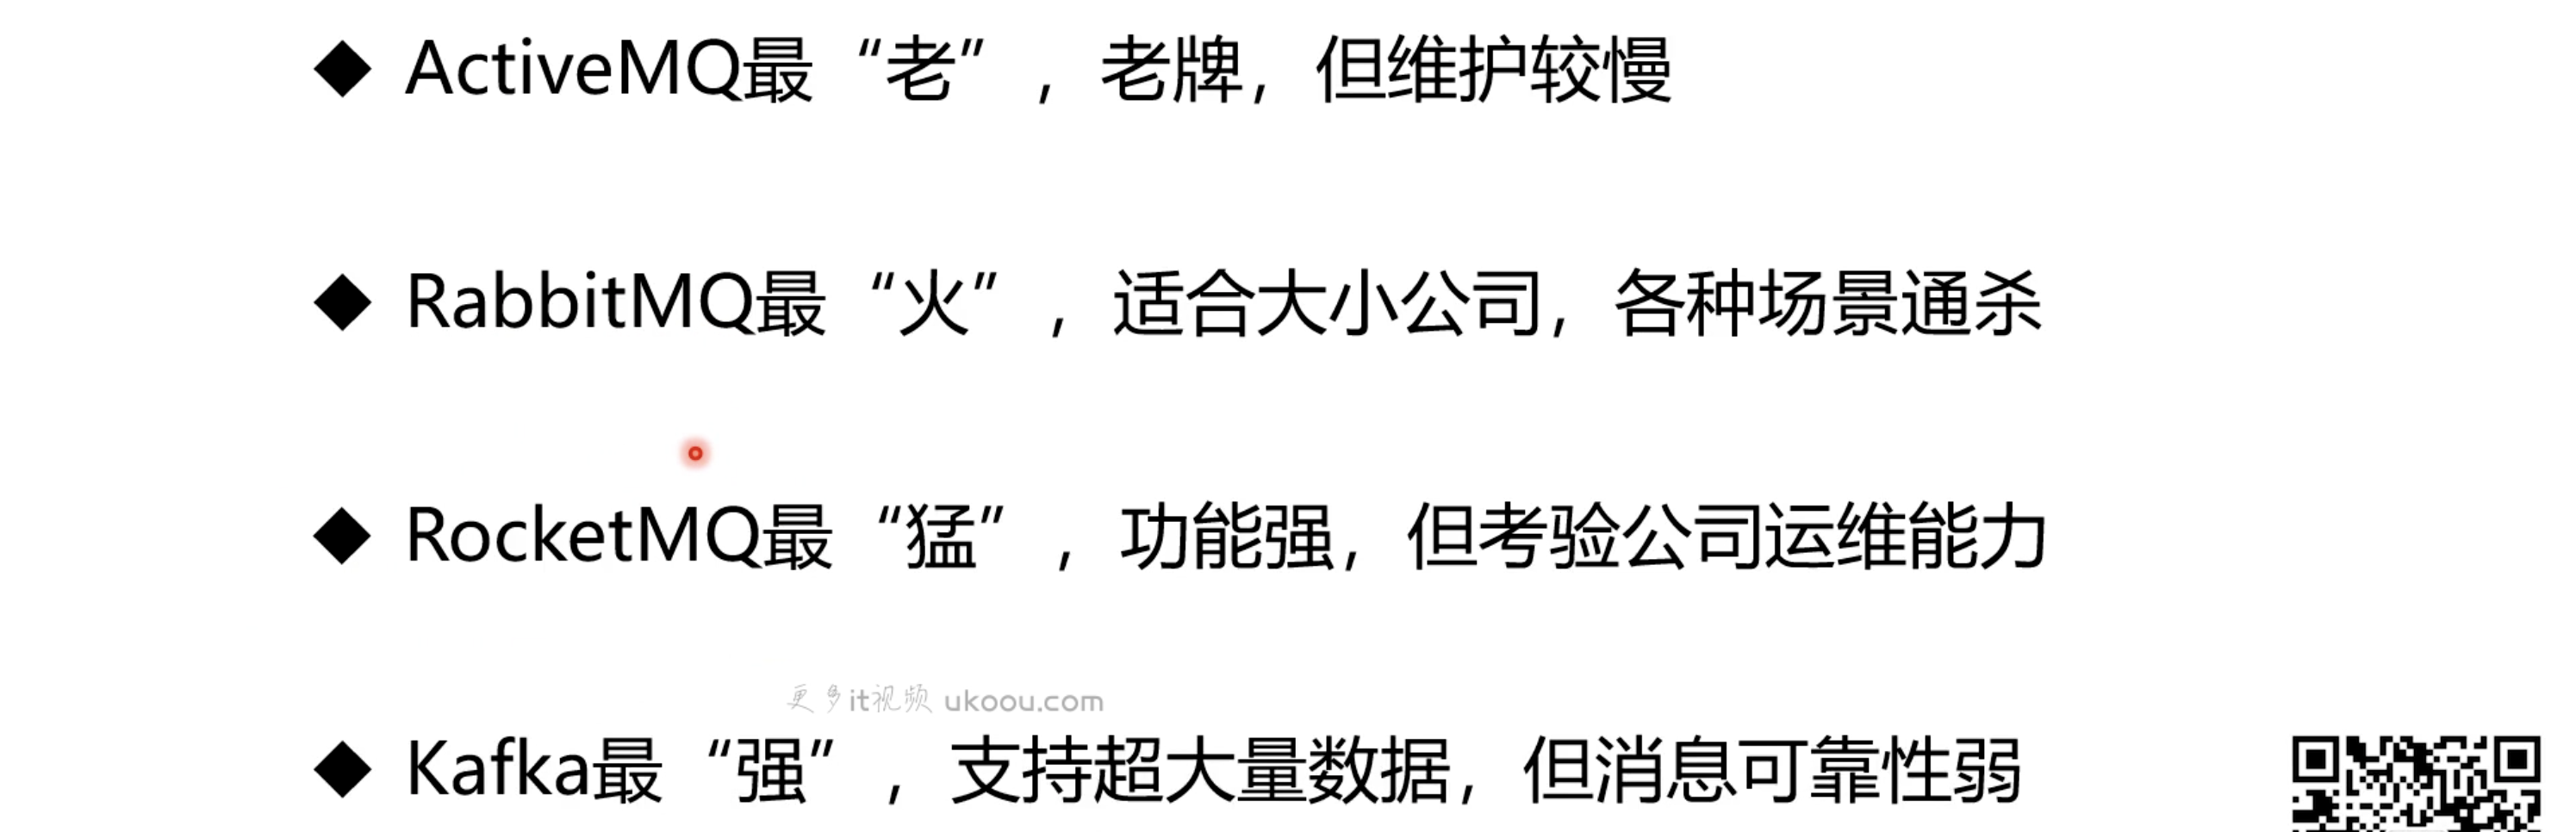 ◆ ActiveMQ最“老”，老牌，但维护较慢
◆ RabbitMQ最“火”，适合大小公司，各种场景通杀
◆ RocketMQ最“猛”，功能强，但考验公司运维能力
更多it视频 ukoou.com
◆ Kafka最“强”，支持超大量数据，但消息可靠性弱